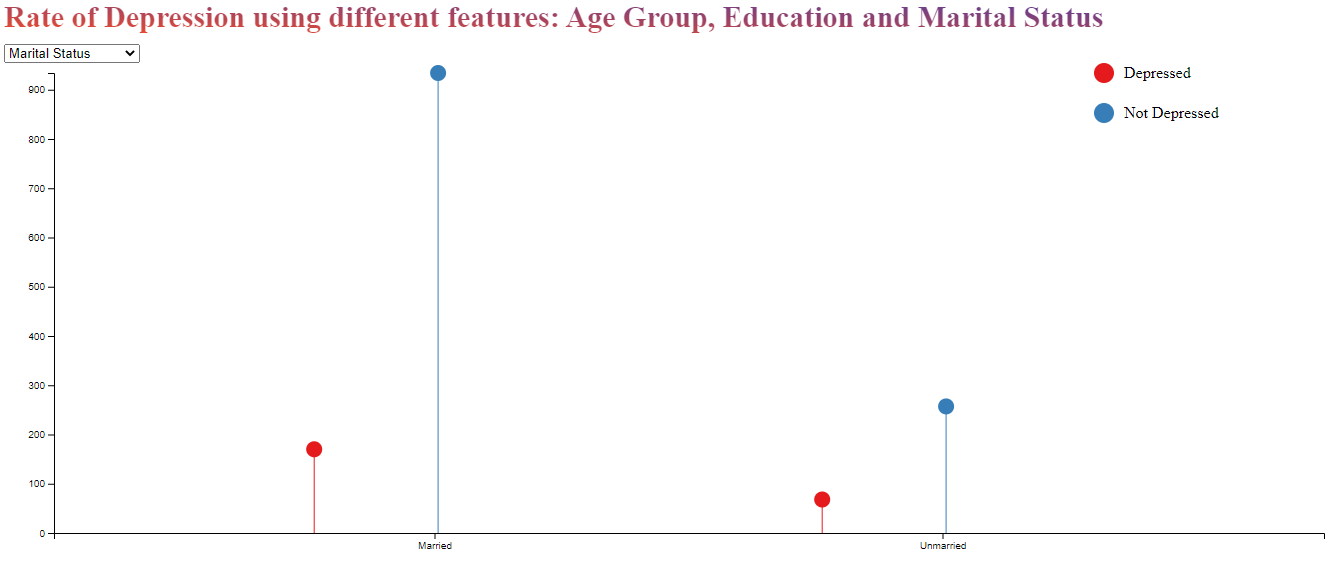 Rate of Depression using different features: Age Group, Education and Marital Status
Marital Status
Depressed
Not Depressed
900
800
700
600
500
400
300
200
100
0
Married
Unmarried